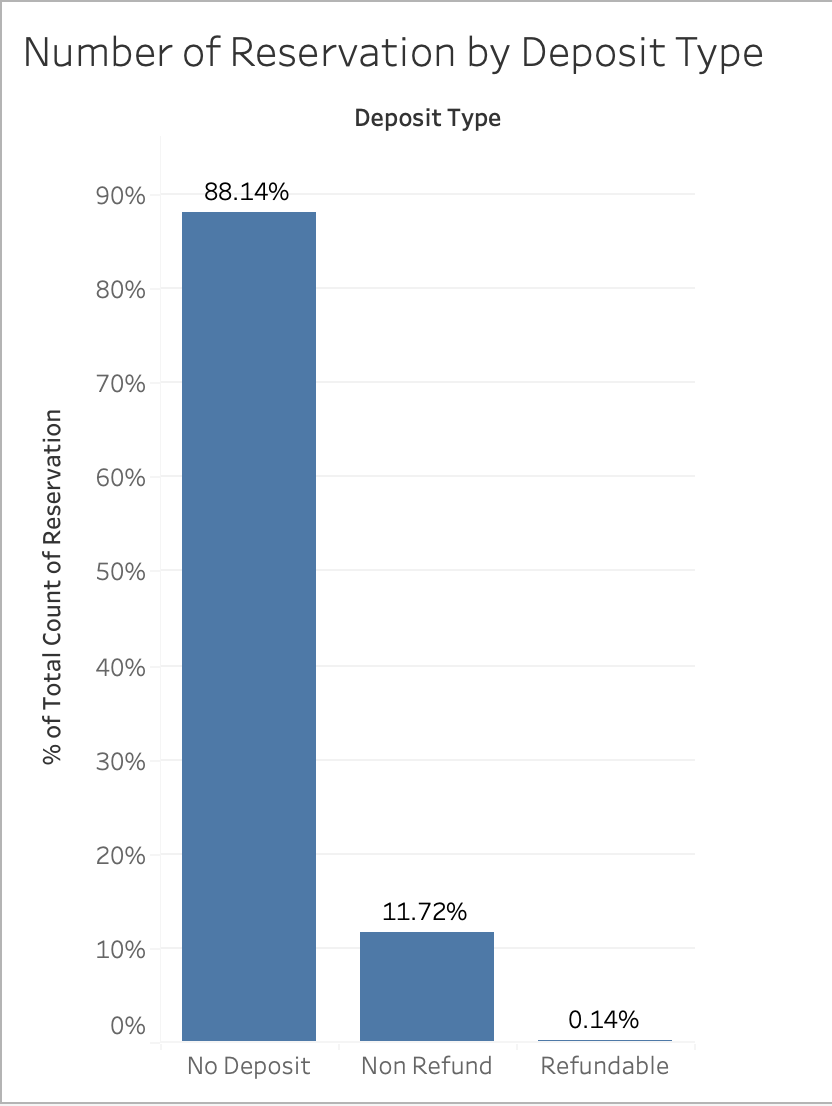 Number of Reservation by Deposit Type
Deposit Type
% of Total Count of Reservation
90%
80%
70%
60%
50%
40%
30%
20%
10%
0%
88.14%
11.72%
0.14%
No Deposit
Non Refund
Refundable